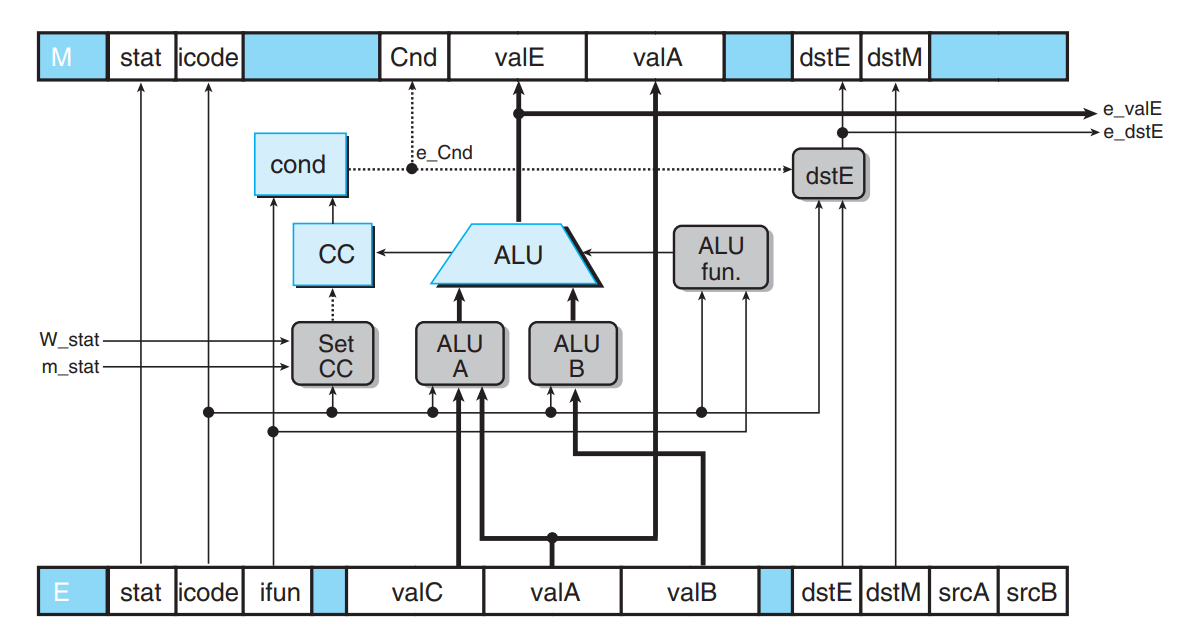 M stat icode Cnd valE valA dstE dstM
e_valE
e_dstE
e_Cnd
cond
dstE
CC
ALU
ALU
fun.
W_stat
m_stat
Set
CC
ALU
A
ALU
B
E stat icode ifun valC valA valB dstE dstM srcA srcB